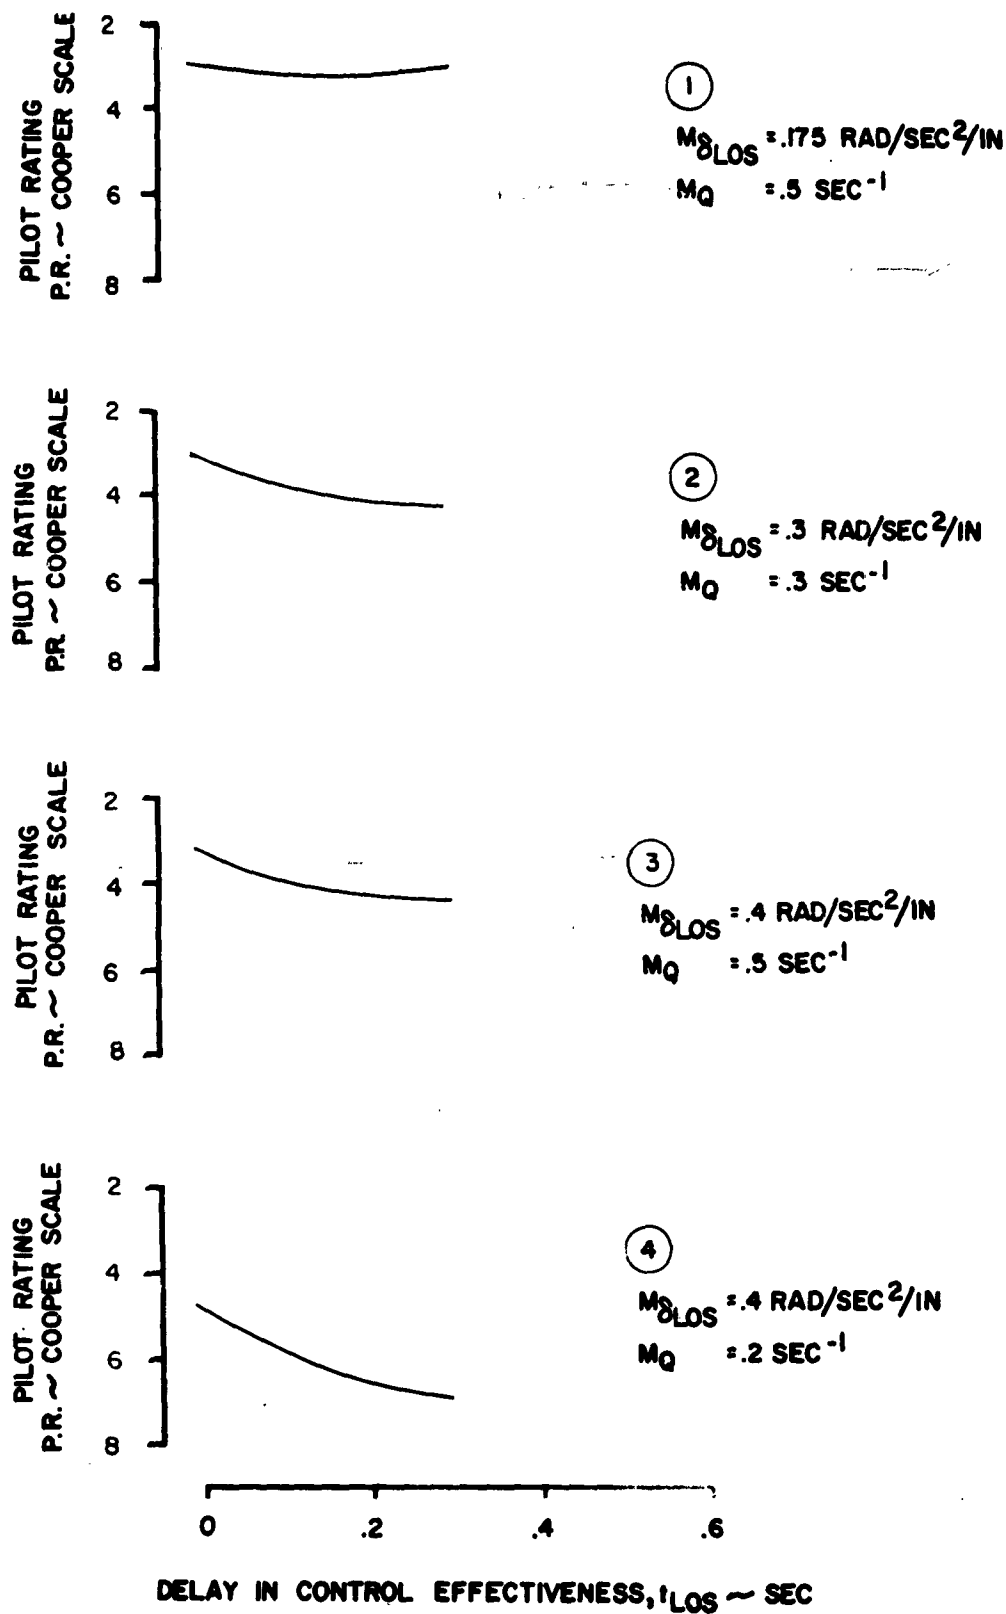 PILOT RATING
P.R. ~ COOPER SCALE
2
4
6
8
1
MδLOS = .175 RAD/SEC²/IN
MQ = .5 SEC⁻¹
PILOT RATING
P.R ~ COOPER SCALE
2
4
6
8
2
MδLOS = .3 RAD/SEC²/IN
MQ = .3 SEC⁻¹
PILOT RATING
P.R. ~ COOPER SCALE
2
4
6
8
3
MδLOS = .4 RAD/SEC²/IN
MQ = .5 SEC⁻¹
PILOT RATING
P.R. ~ COOPER SCALE
2
4
6
8
4
MδLOS = .4 RAD/SEC²/IN
MQ = .2 SEC⁻¹
0 .2 .4 .6
DELAY IN CONTROL EFFECTIVENESS, tLOS ~ SEC